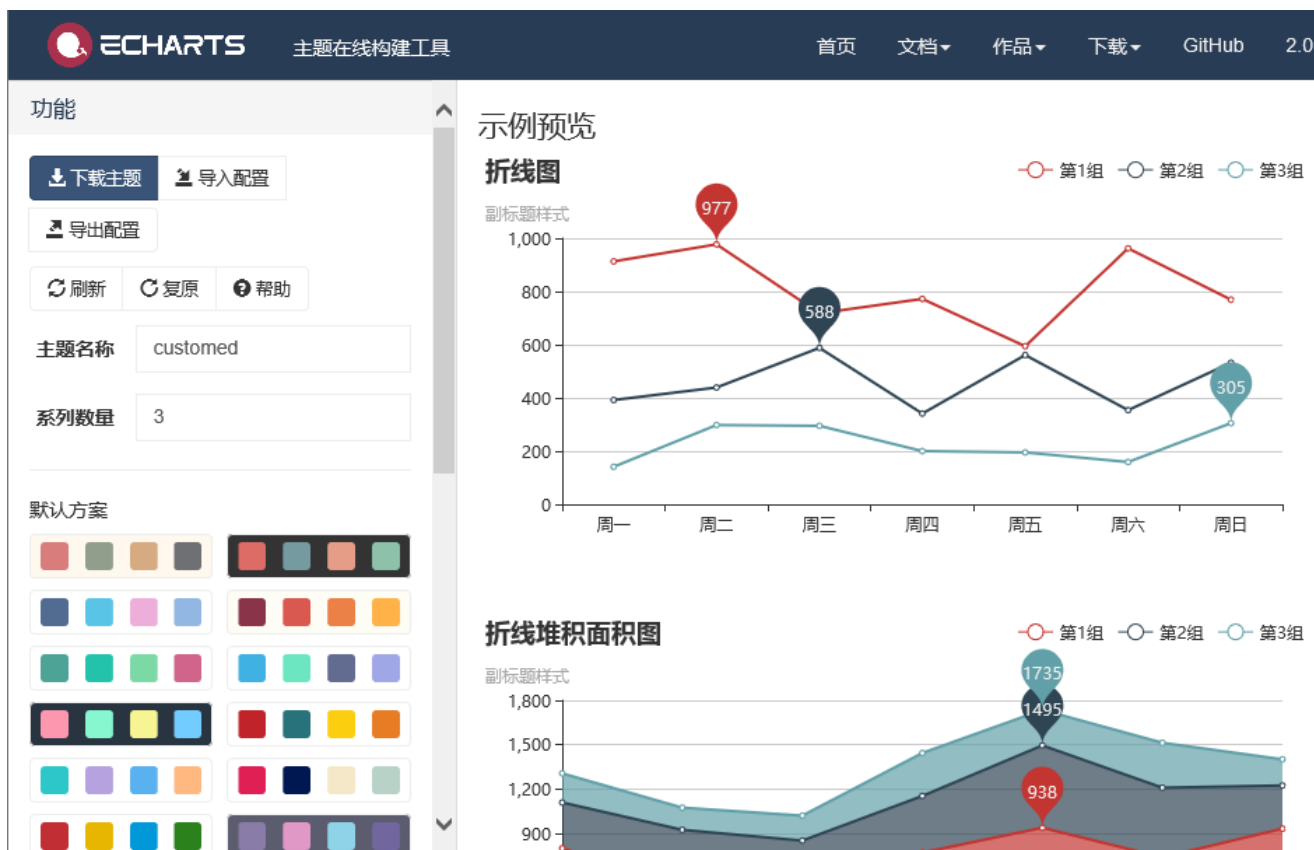 ECHARTS 主题在线构建工具 首页 文档 作品 下载 GitHub 2.0
功能
下载主题 导入配置
导出配置
刷新 复原 帮助
主题名称 customed
系列数量 3
默认方案
示例预览
折线图 第1组 第2组 第3组
副标题样式
977
588
305
1,000
800
600
400
200
0
周一 周二 周三 周四 周五 周六 周日
折线堆积面积图 第1组 第2组 第3组
副标题样式
1735
1495
938
1,800
1,500
1,200
900